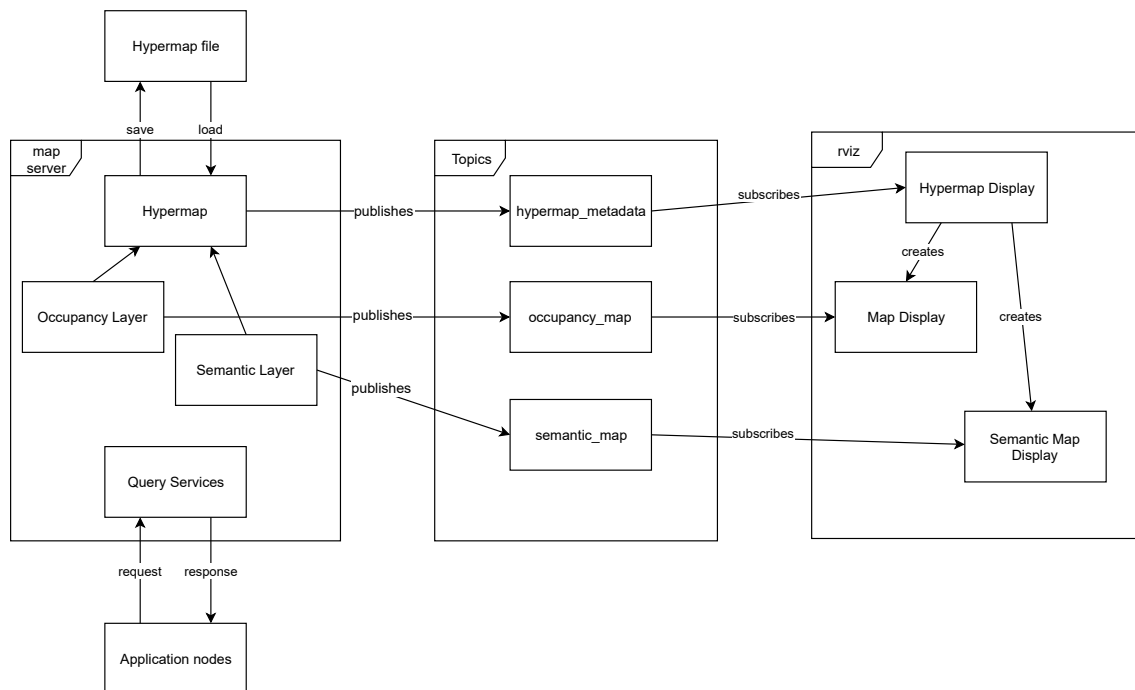 Hypermap file
save
load
map
server
Topics
rviz
Hypermap
publishes
hypermap_metadata
subscribes
Hypermap Display
creates
Occupancy Layer
publishes
occupancy_map
subscribes
Map Display
creates
Semantic Layer
publishes
semantic_map
subscribes
Semantic Map
Display
Query Services
request
response
Application nodes